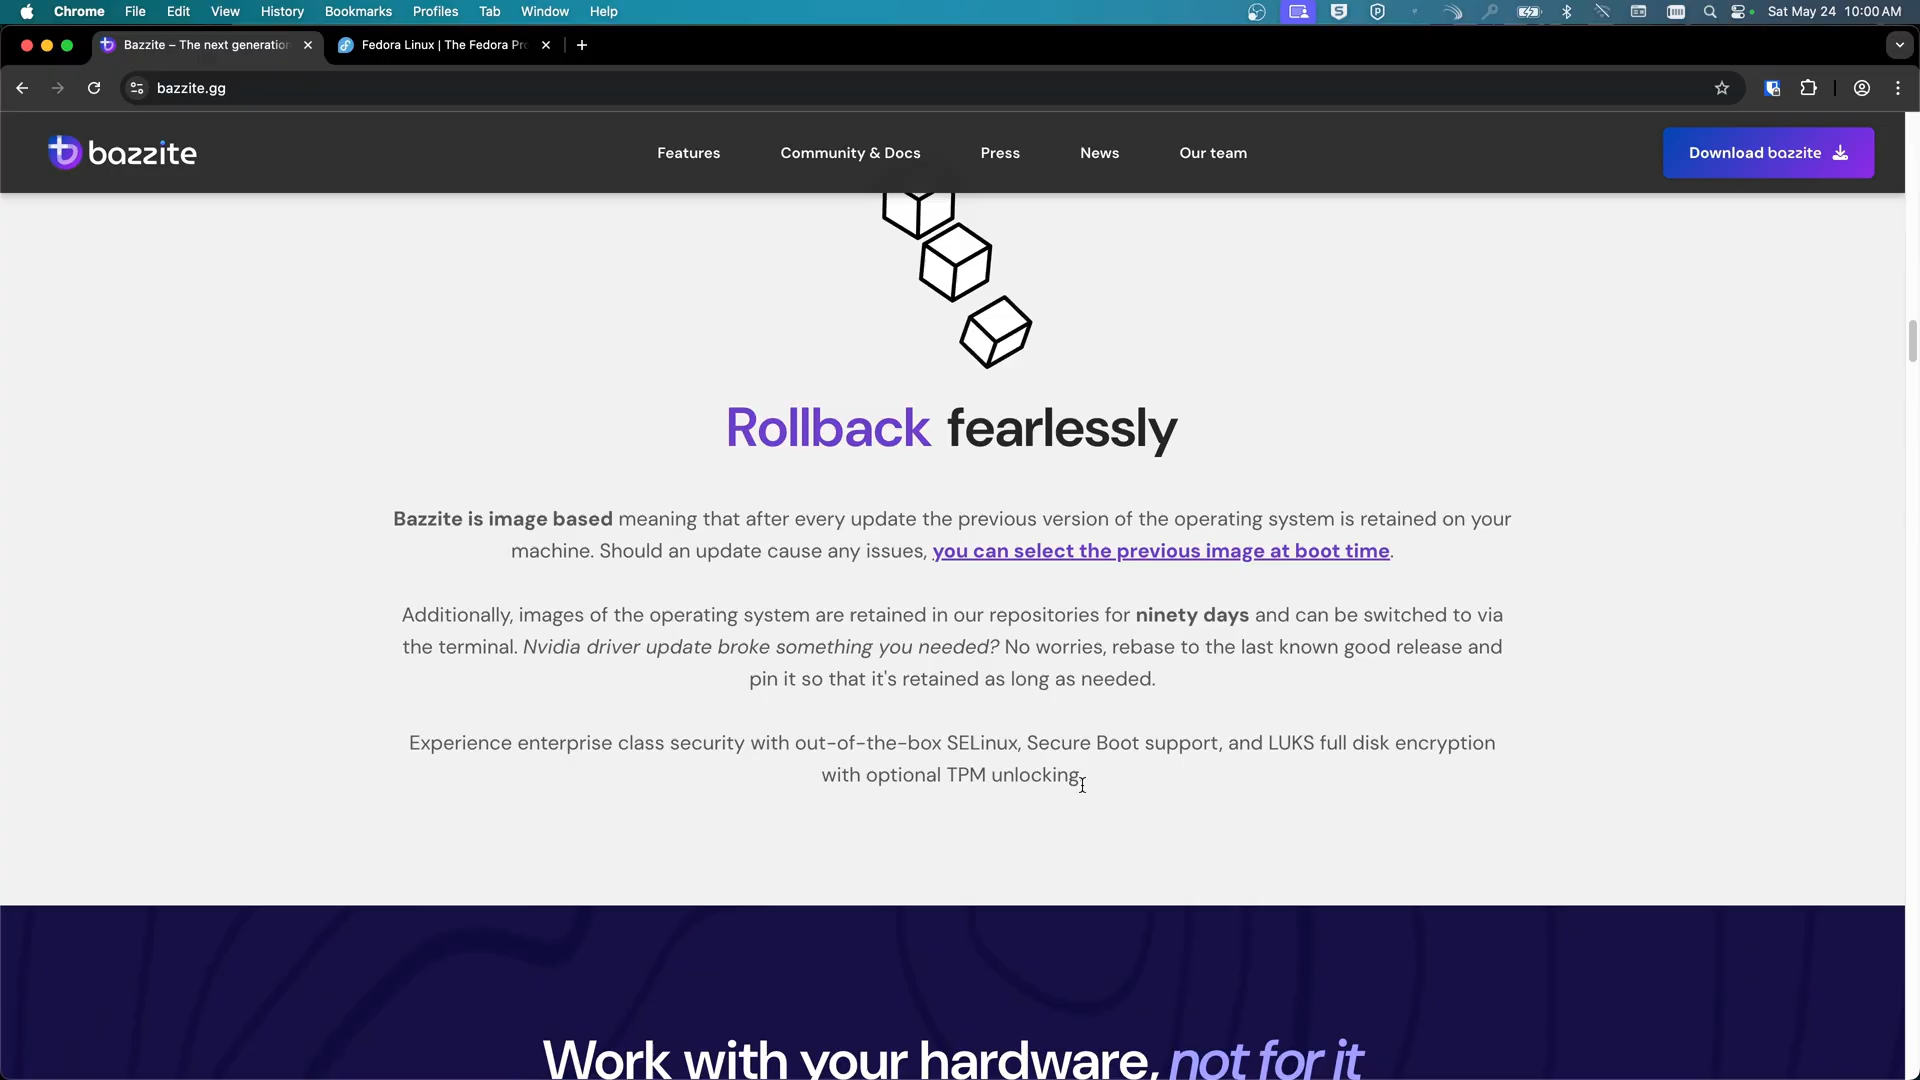 Chrome File Edit View History Bookmarks Profiles Tab Window Help Sat May 24 10:00 AM
Bazzite – The next generation Fedora Linux | The Fedora Pr
bazzite.gg
bazzite Features Community & Docs Press News Our team Download bazzite
Rollback fearlessly
Bazzite is image based meaning that after every update the previous version of the operating system is retained on your
machine. Should an update cause any issues, you can select the previous image at boot time.
Additionally, images of the operating system are retained in our repositories for ninety days and can be switched to via
the terminal. Nvidia driver update broke something you needed? No worries, rebase to the last known good release and
pin it so that it's retained as long as needed.
Experience enterprise class security with out-of-the-box SELinux, Secure Boot support, and LUKS full disk encryption
with optional TPM unlocking.
Work with your hardware, not for it